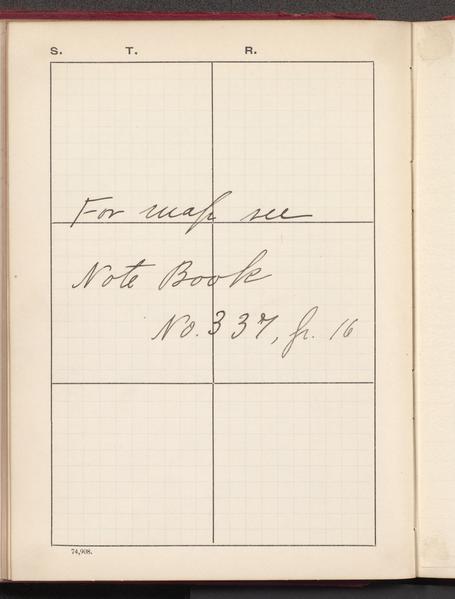 S. T. R.
For map see
Note Book
No. 337, p. 16
74,908.